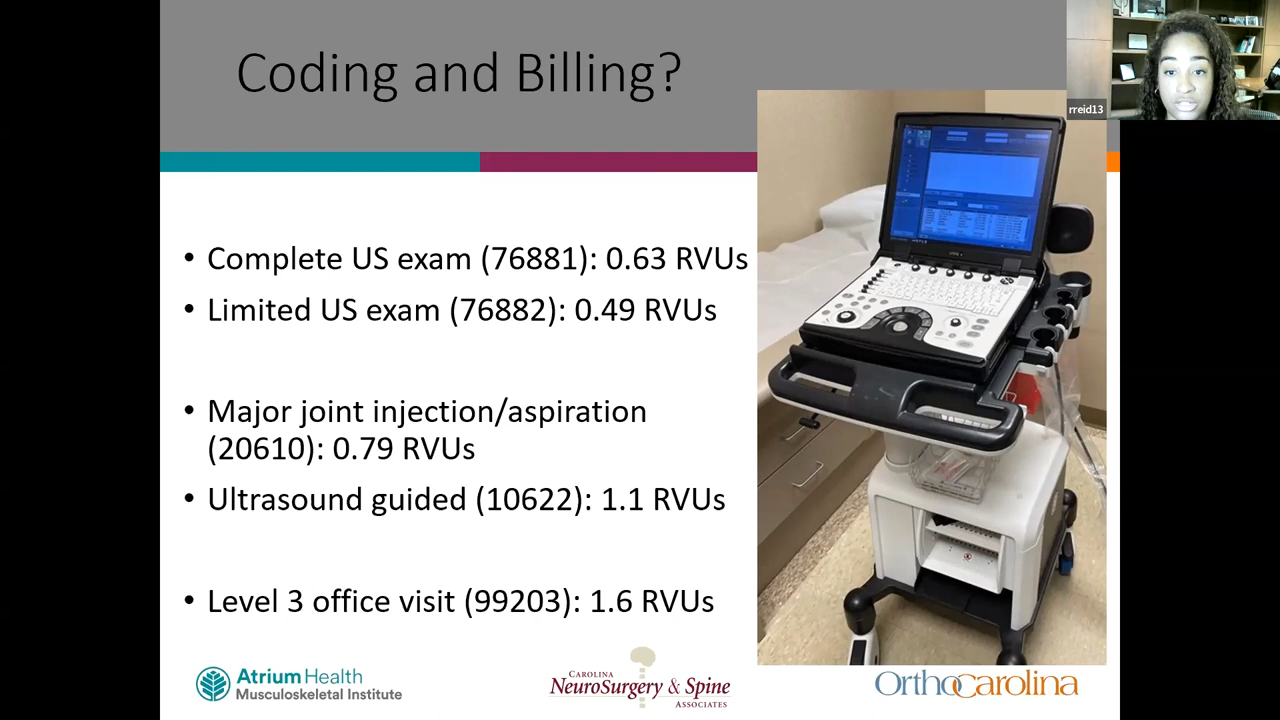 Coding and Billing?
rreid13
• Complete US exam (76881): 0.63 RVUs
• Limited US exam (76882): 0.49 RVUs
• Major joint injection/aspiration
(20610): 0.79 RVUs
• Ultrasound guided (10622): 1.1 RVUs
• Level 3 office visit (99203): 1.6 RVUs
Atrium Health
Musculoskeletal Institute
CAROLINA
NEUROSURGERY & SPINE
ASSOCIATES
OrthoCarolina